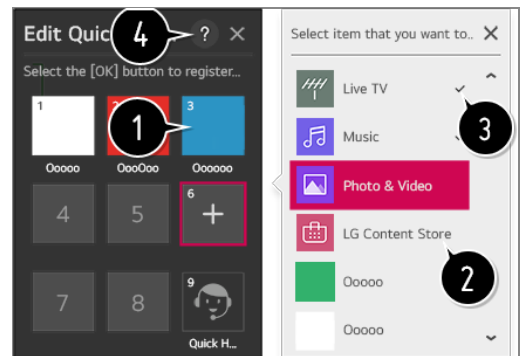 Edit Quic
4
?
Select the [OK] button to register...
1
2
3
1
Ooooo
OooOoo
Oooooo
4
5
6
+
7
8
9
Quick H...
Select item that you want to..
Live TV
Music
3
Photo & Video
LG Content Store
2
Ooooo
Ooooo